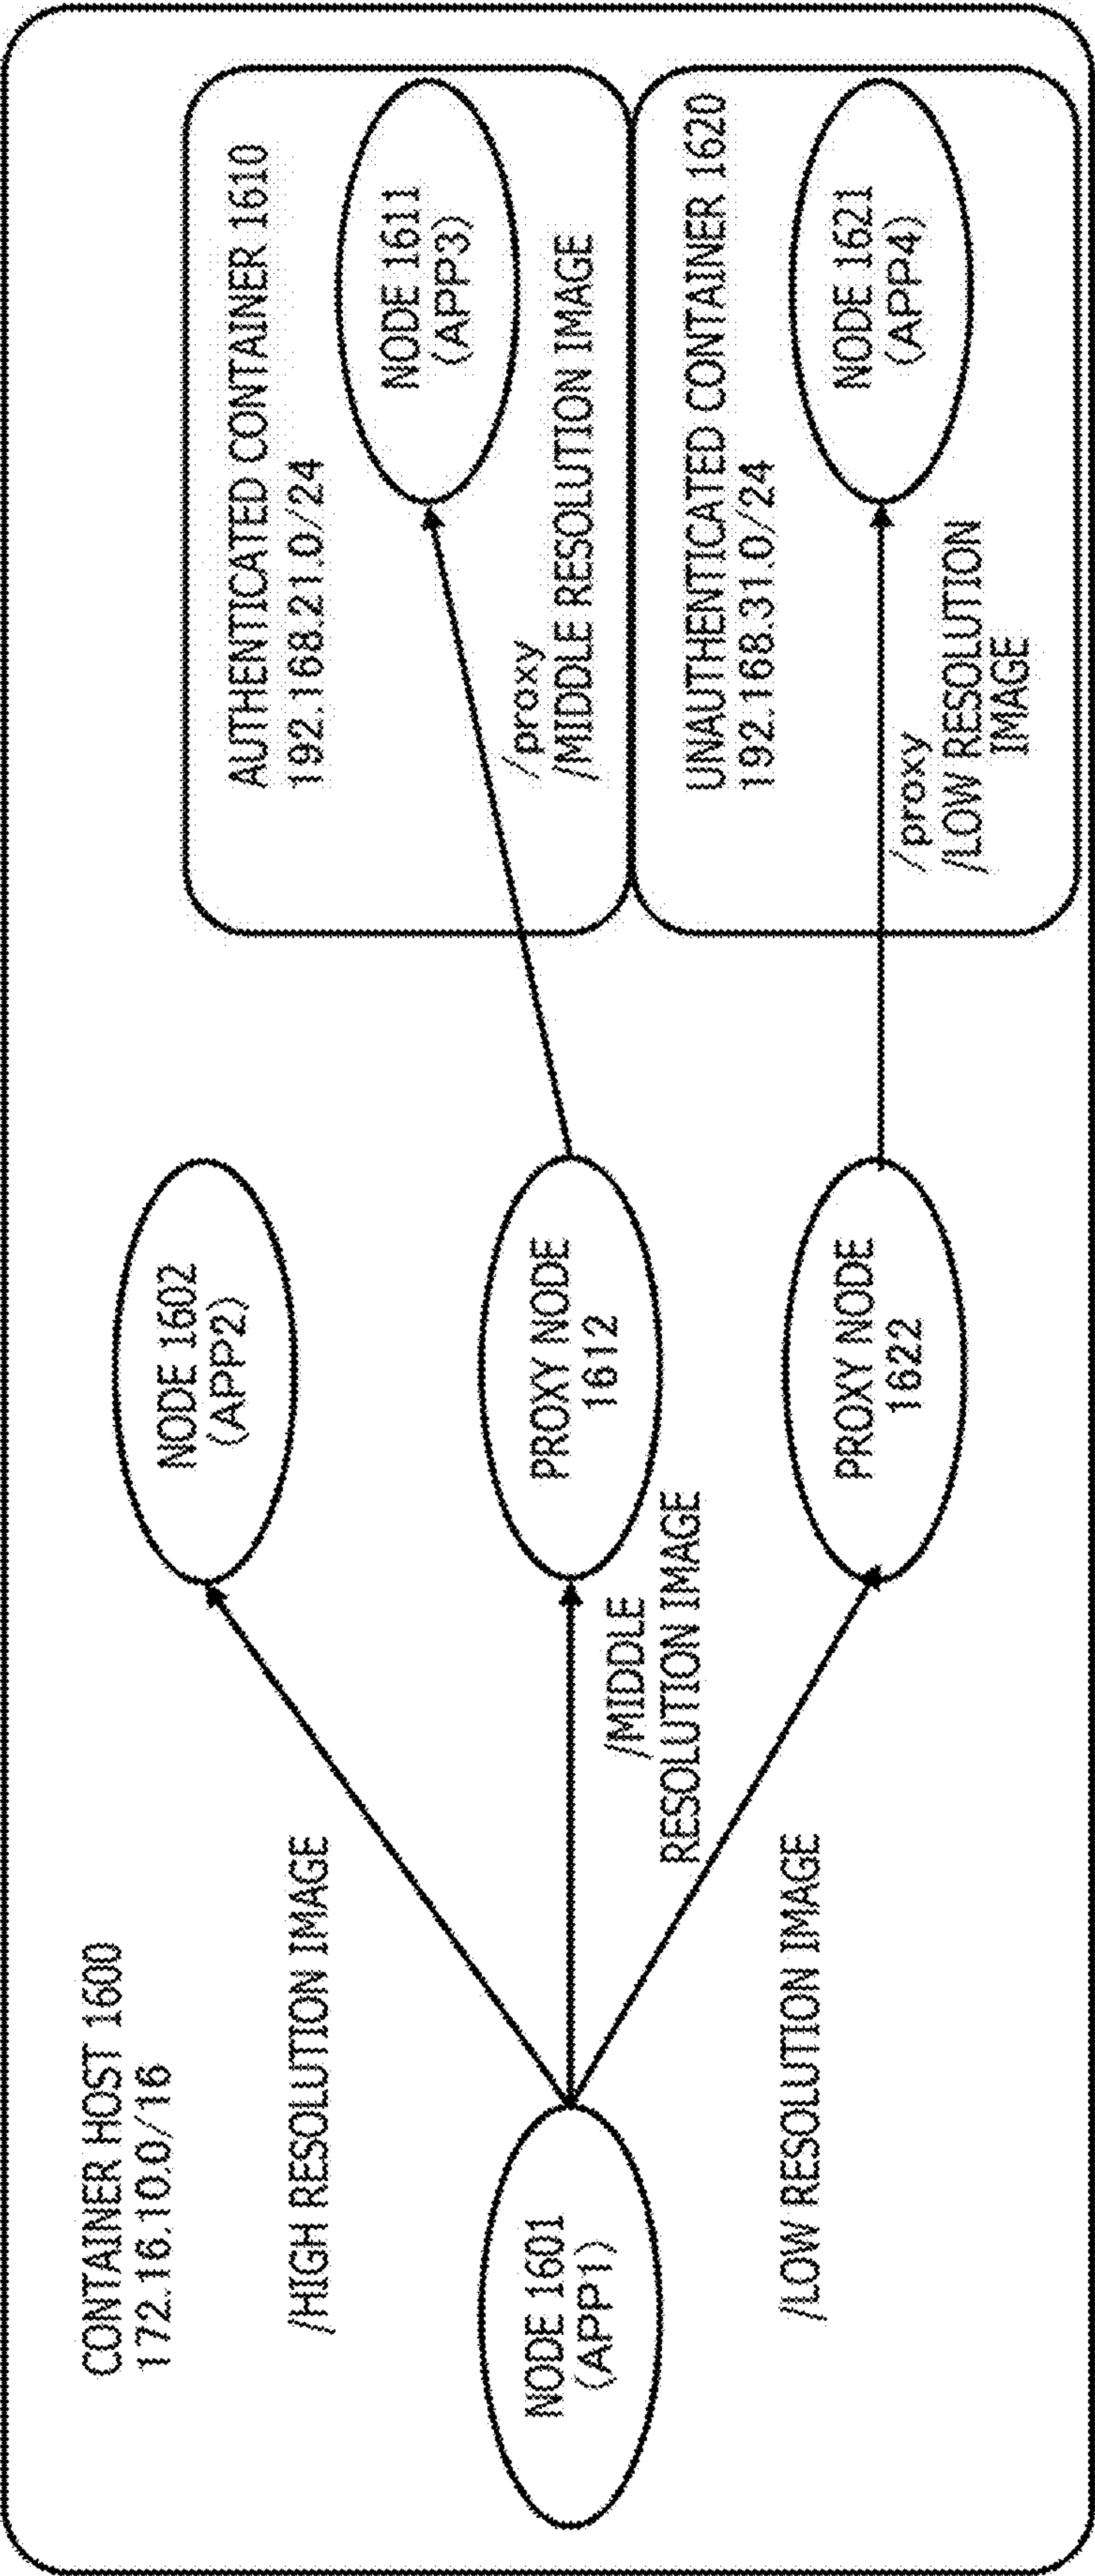 CONTAINER HOST 1600
172.16.10.0/16
/HIGH RESOLUTION IMAGE
NODE 1601
(APP1)
/MIDDLE
RESOLUTION IMAGE
/LOW RESOLUTION IMAGE
NODE 1602
(APP2)
PROXY NODE
1612
PROXY NODE
1622
AUTHENTICATED CONTAINER 1610
192.168.21.0/24
NODE 1611
(APP3)
/proxy
/MIDDLE RESOLUTION IMAGE
UNAUTHENTICATED CONTAINER 1620
192.168.31.0/24
NODE 1621
(APP4)
/proxy
/LOW RESOLUTION
IMAGE